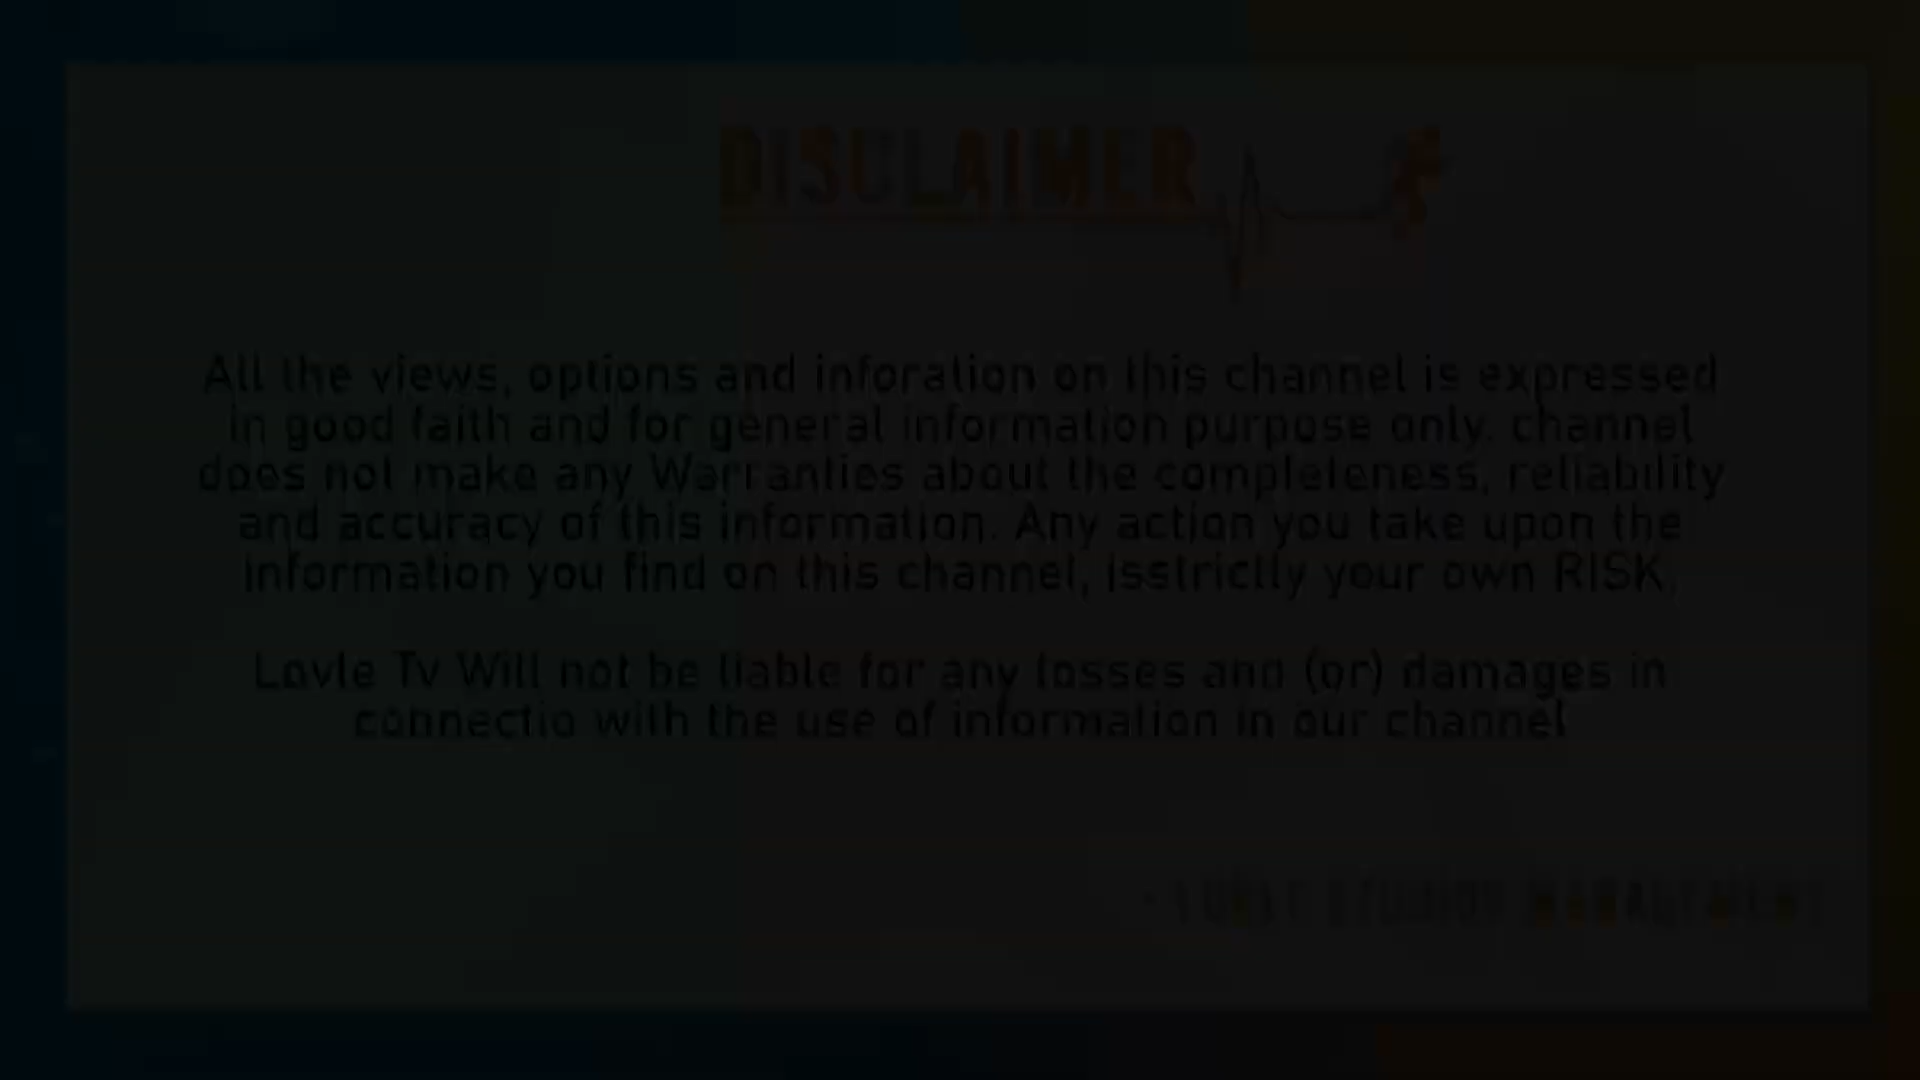 DISCLAIMER
All the views, options and inforation on this channel is expressed
in good faith and for general information purpose only. channel
does not make any Warranties about the completeness, reliability
and accuracy of this information. Any action you take upon the
information you find on this channel, isstrictly your own RISK.
Lovle Tv Will not be liable for any losses and (or) damages in
connectio with the use of information in our channel
MANAGEMENT